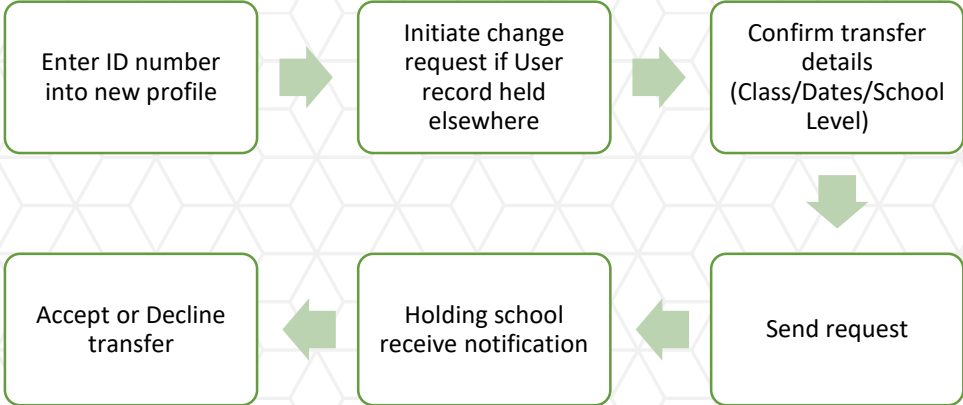 Enter ID number
into new profile
Initiate change
request if User
record held
elsewhere
Confirm transfer
details
(Class/Dates/School
Level)
Send request
Holding school
receive notification
Accept or Decline
transfer